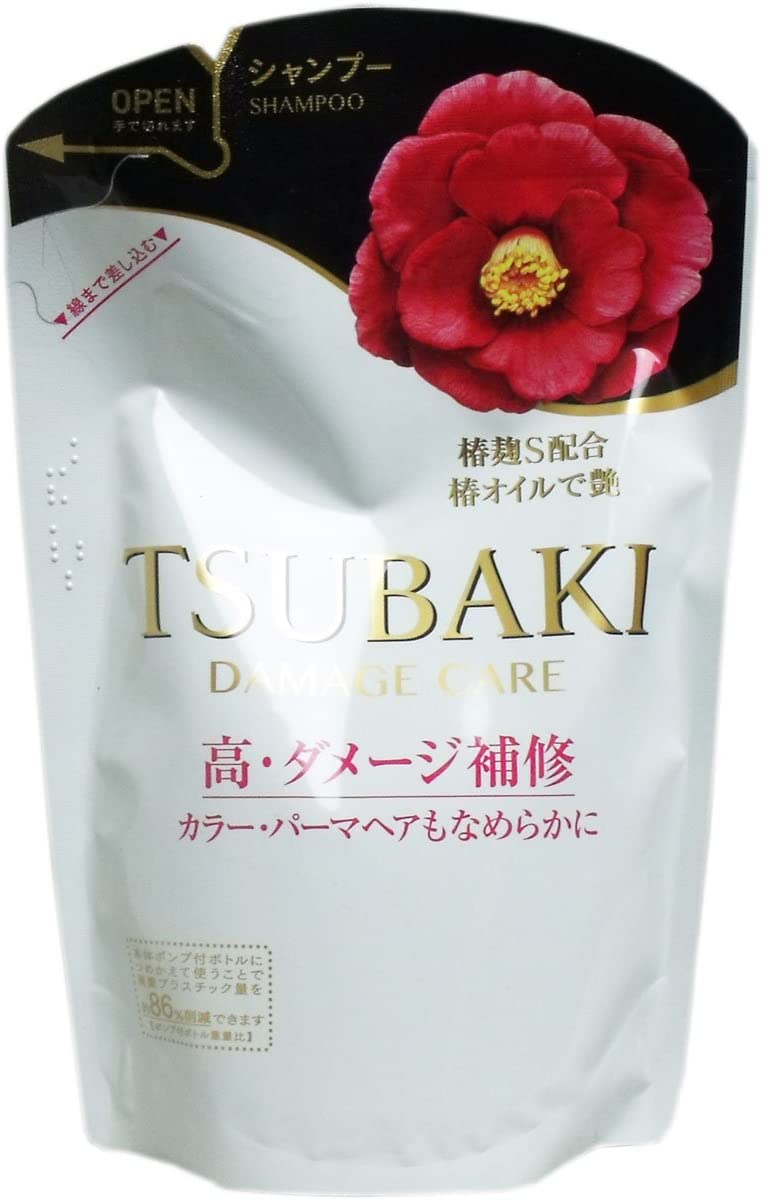 シャンプー
SHAMPOO
OPEN
手で切れます
▼線まで差し込む▼
椿麹S配合
椿オイルで艶
TSUBAKI
DAMAGE CARE
高・ダメージ補修
カラー・パーマヘアもなめらかに
本体ポンプ付ボトルに
つめかえて使うことで
廃棄プラスチック量を
約86%削減できます
【ポンプ付ボトル重量比】